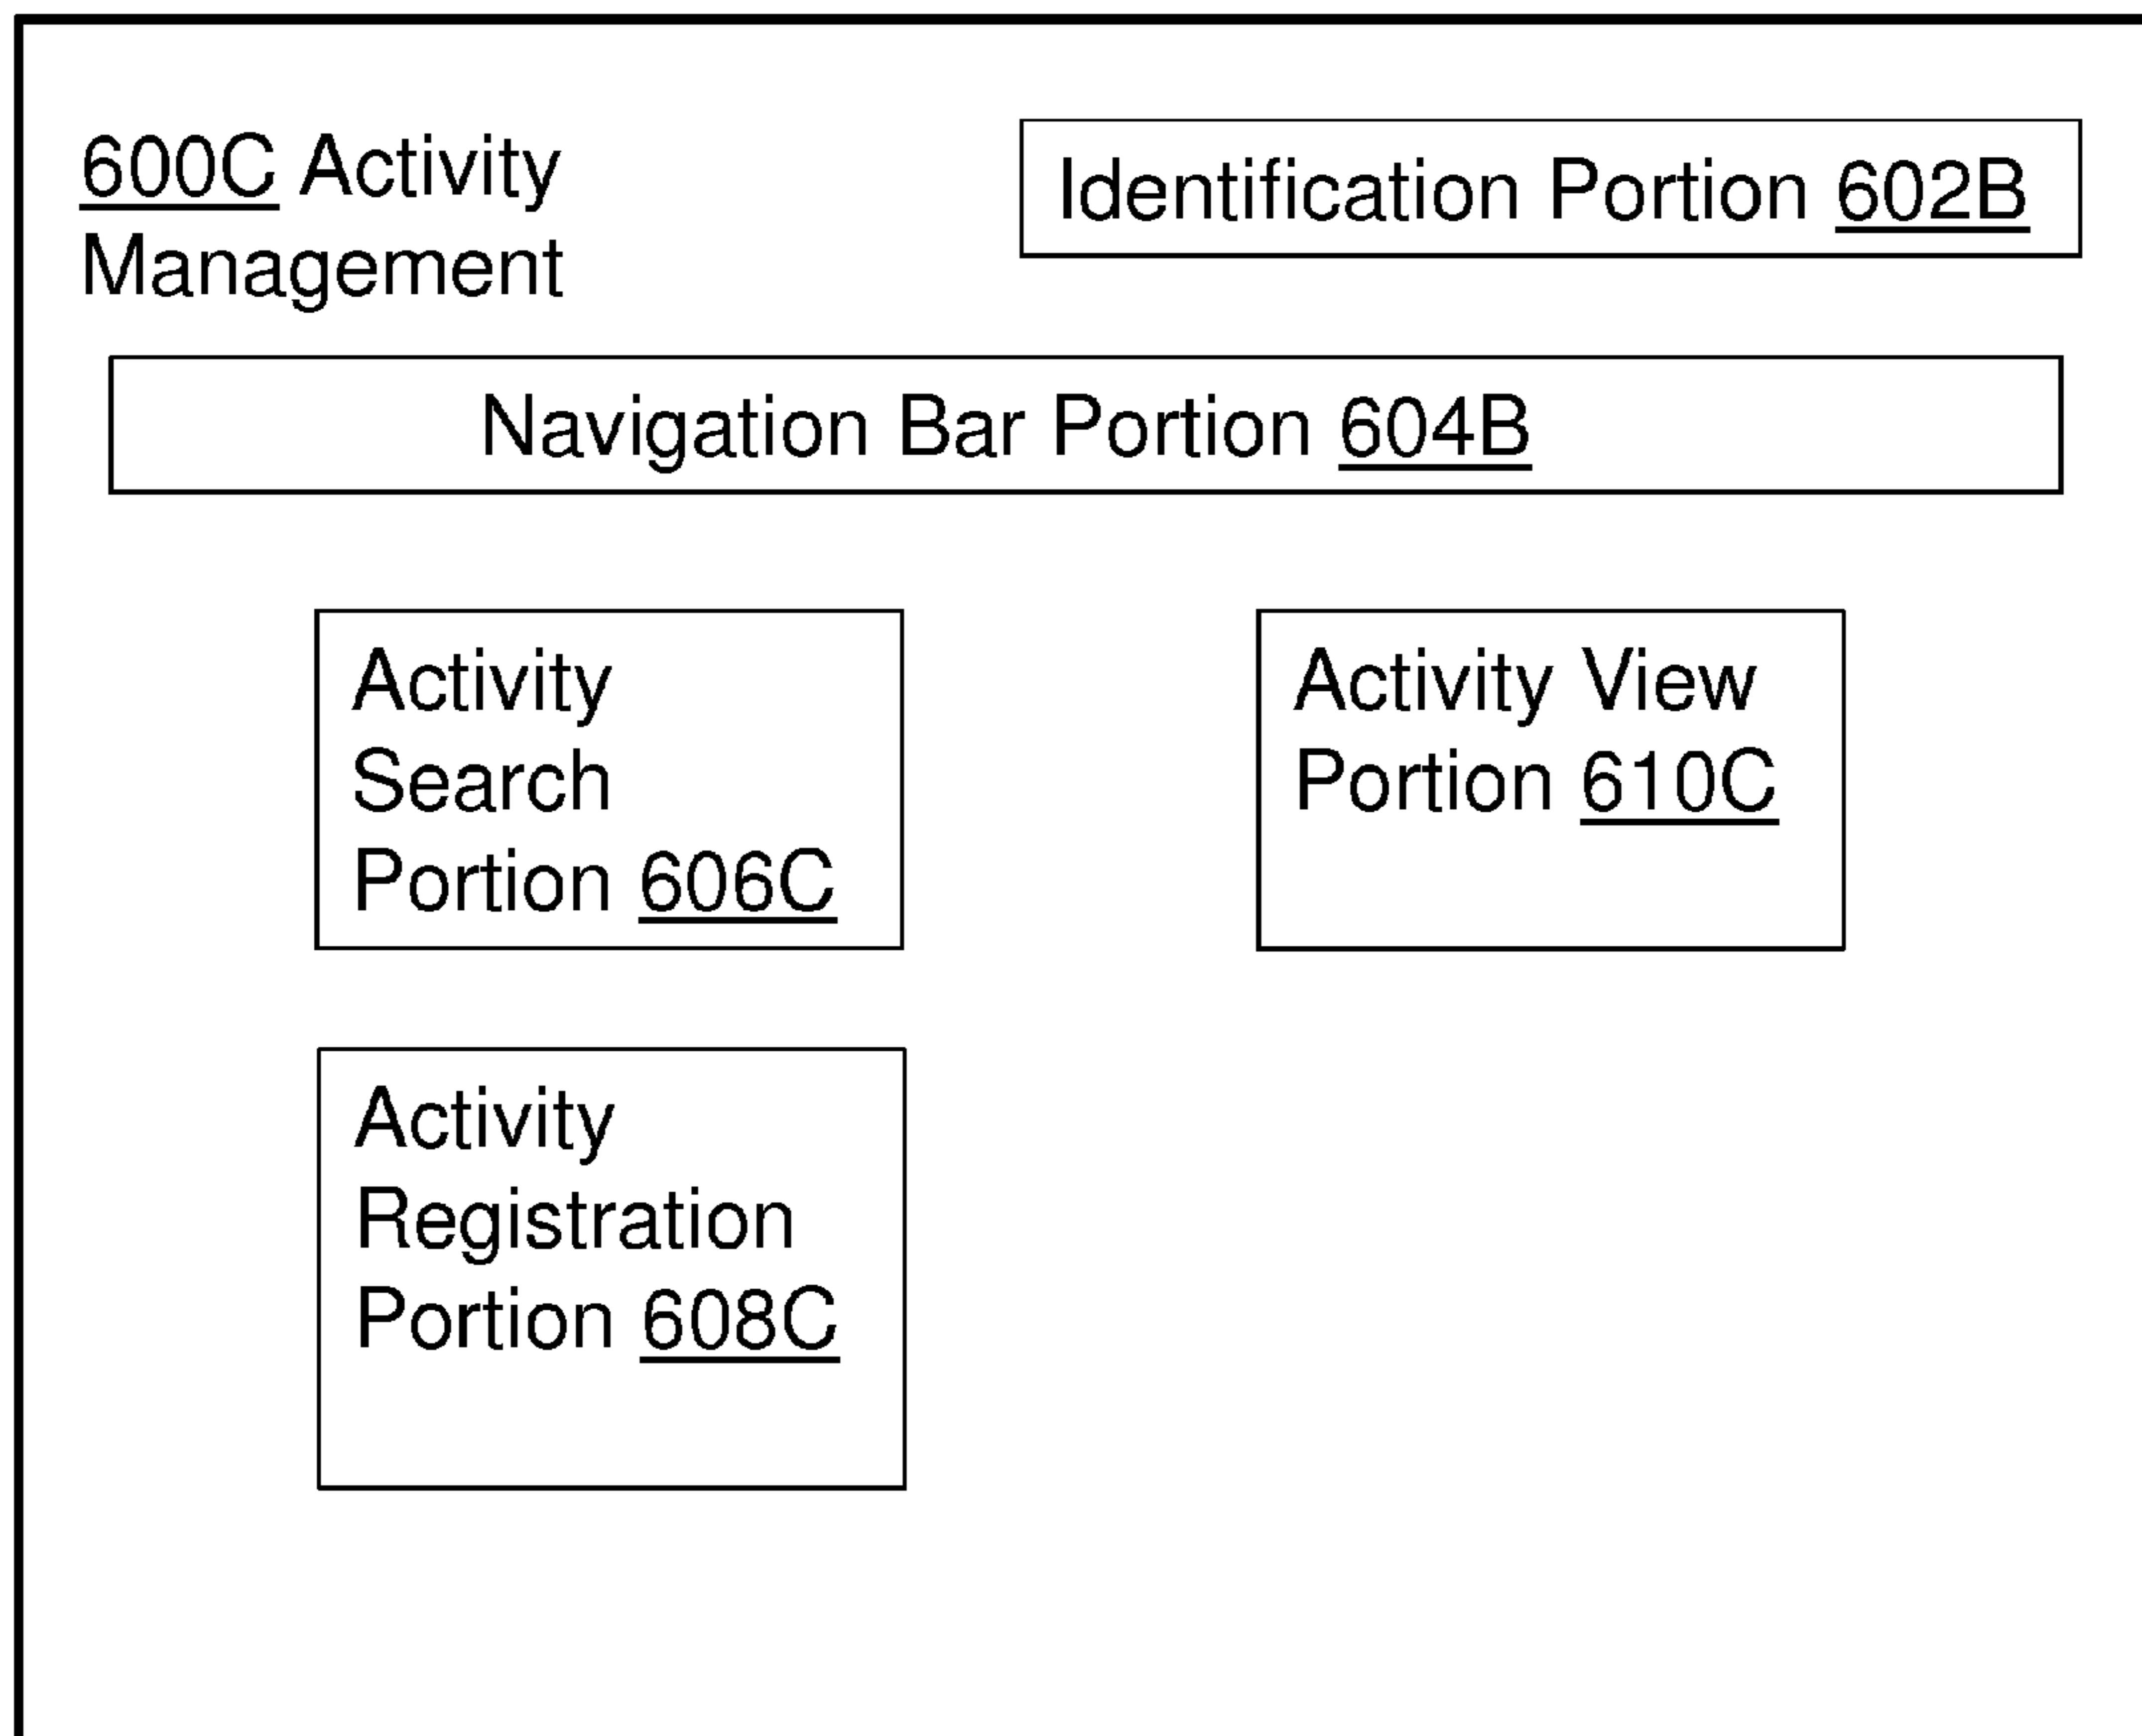 600C Activity
Management
Identification Portion 602B
Navigation Bar Portion 604B
Activity
Search
Portion 606C
Activity View
Portion 610C
Activity
Registration
Portion 608C